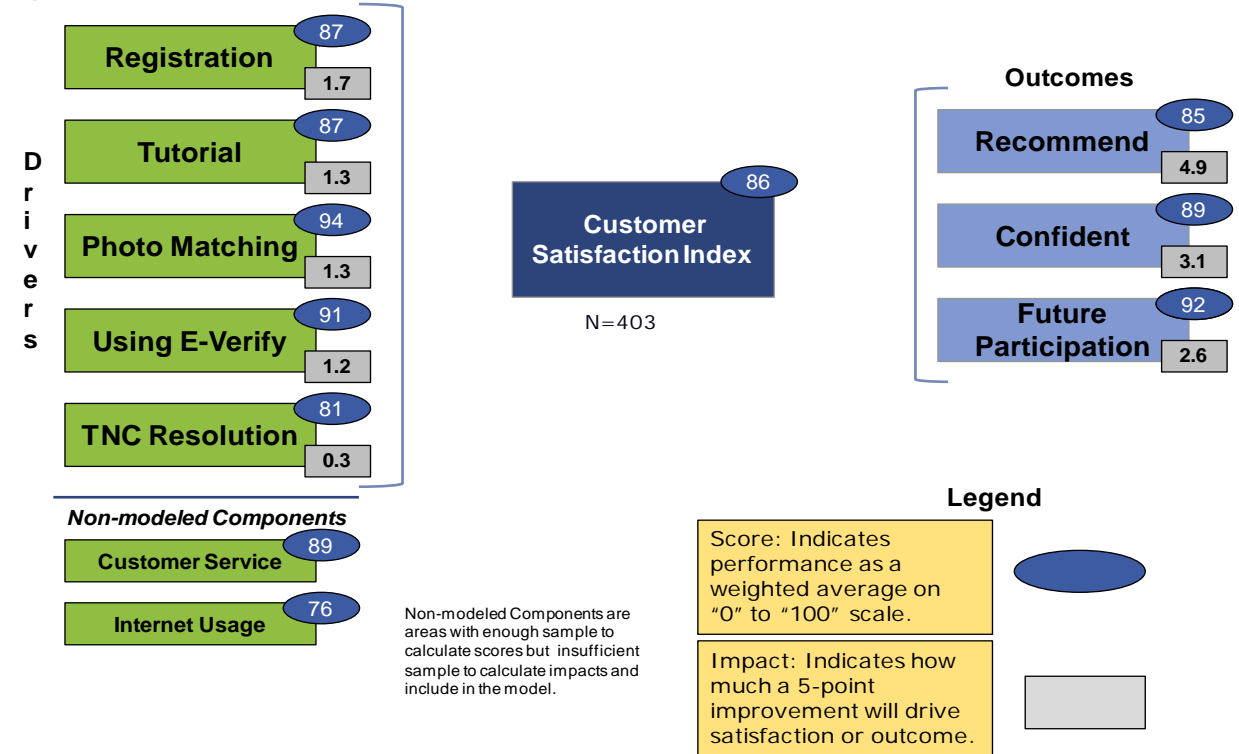 87
Registration
1.7
87
Tutorial
1.3
94
Photo Matching
1.3
91
Using E-Verify
1.2
81
TNC Resolution
0.3
Drivers
Non-modeled Components
89
Customer Service
76
Internet Usage
86
Customer
Satisfaction Index
N=403
Non-modeled Components are
areas with enough sample to
calculate scores but insufficient
sample to calculate impacts and
include in the model.
Outcomes
85
Recommend
4.9
89
Confident
3.1
92
Future
Participation
2.6
Legend
Score: Indicates
performance as a
weighted average on
“0” to “100” scale.
Impact: Indicates how
much a 5-point
improvement will drive
satisfaction or outcome.